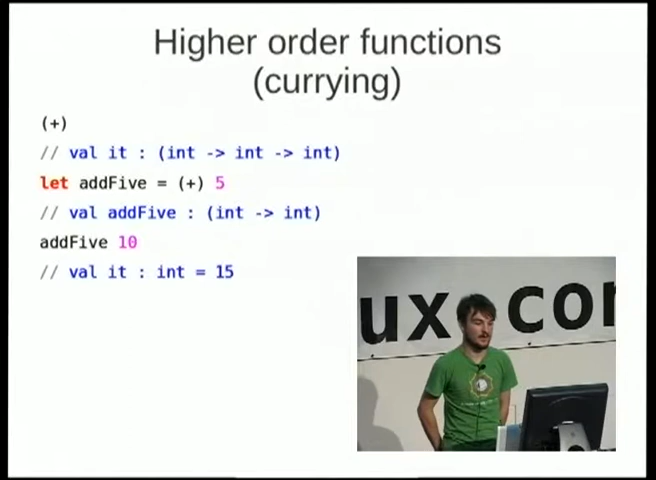 Higher order functions
(currying)
(+)
// val it : (int -> int -> int)
let addFive = (+) 5
// val addFive : (int -> int)
addFive 10
// val it : int = 15
ux con